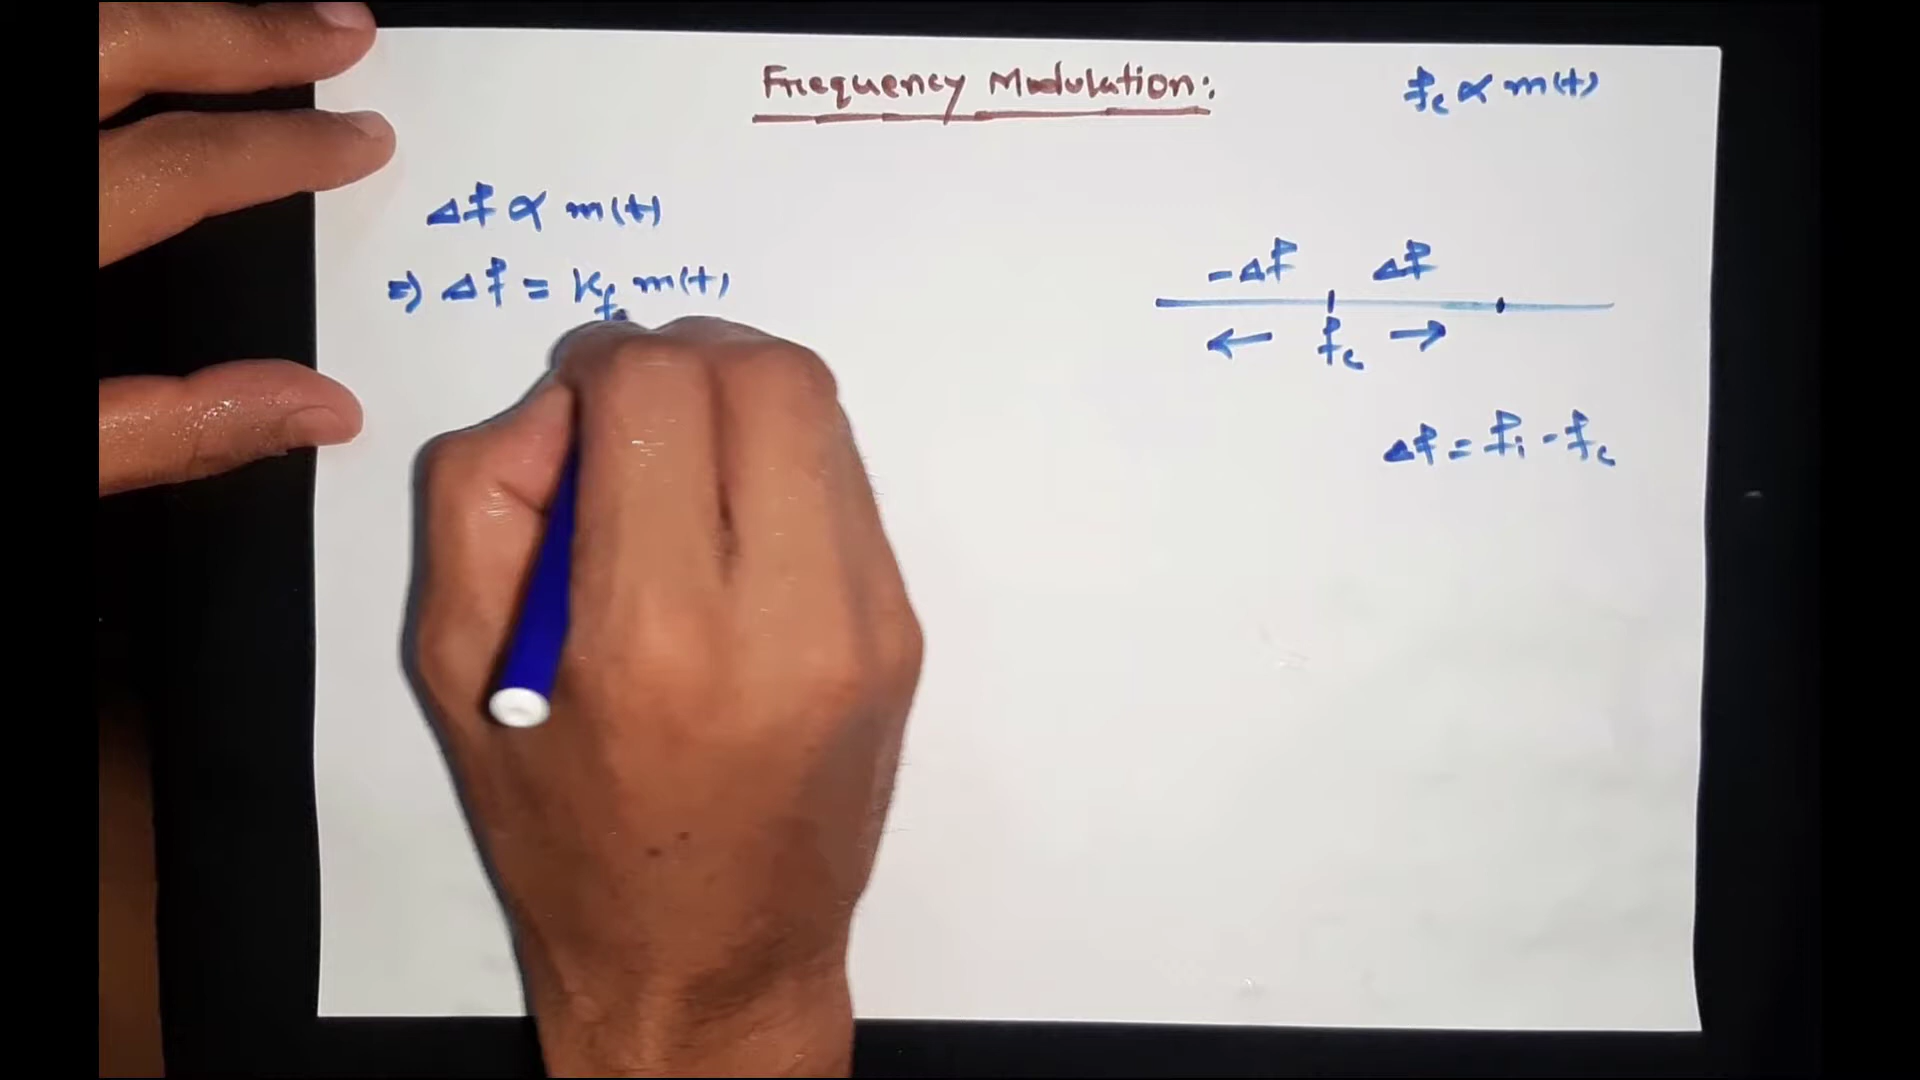 Frequency Modulation:
fc ∝ m(t)
Δf ∝ m(t)
⇒ Δf = Kf m(t)
-Δf Δf
← fc →
Δf = fi - fc